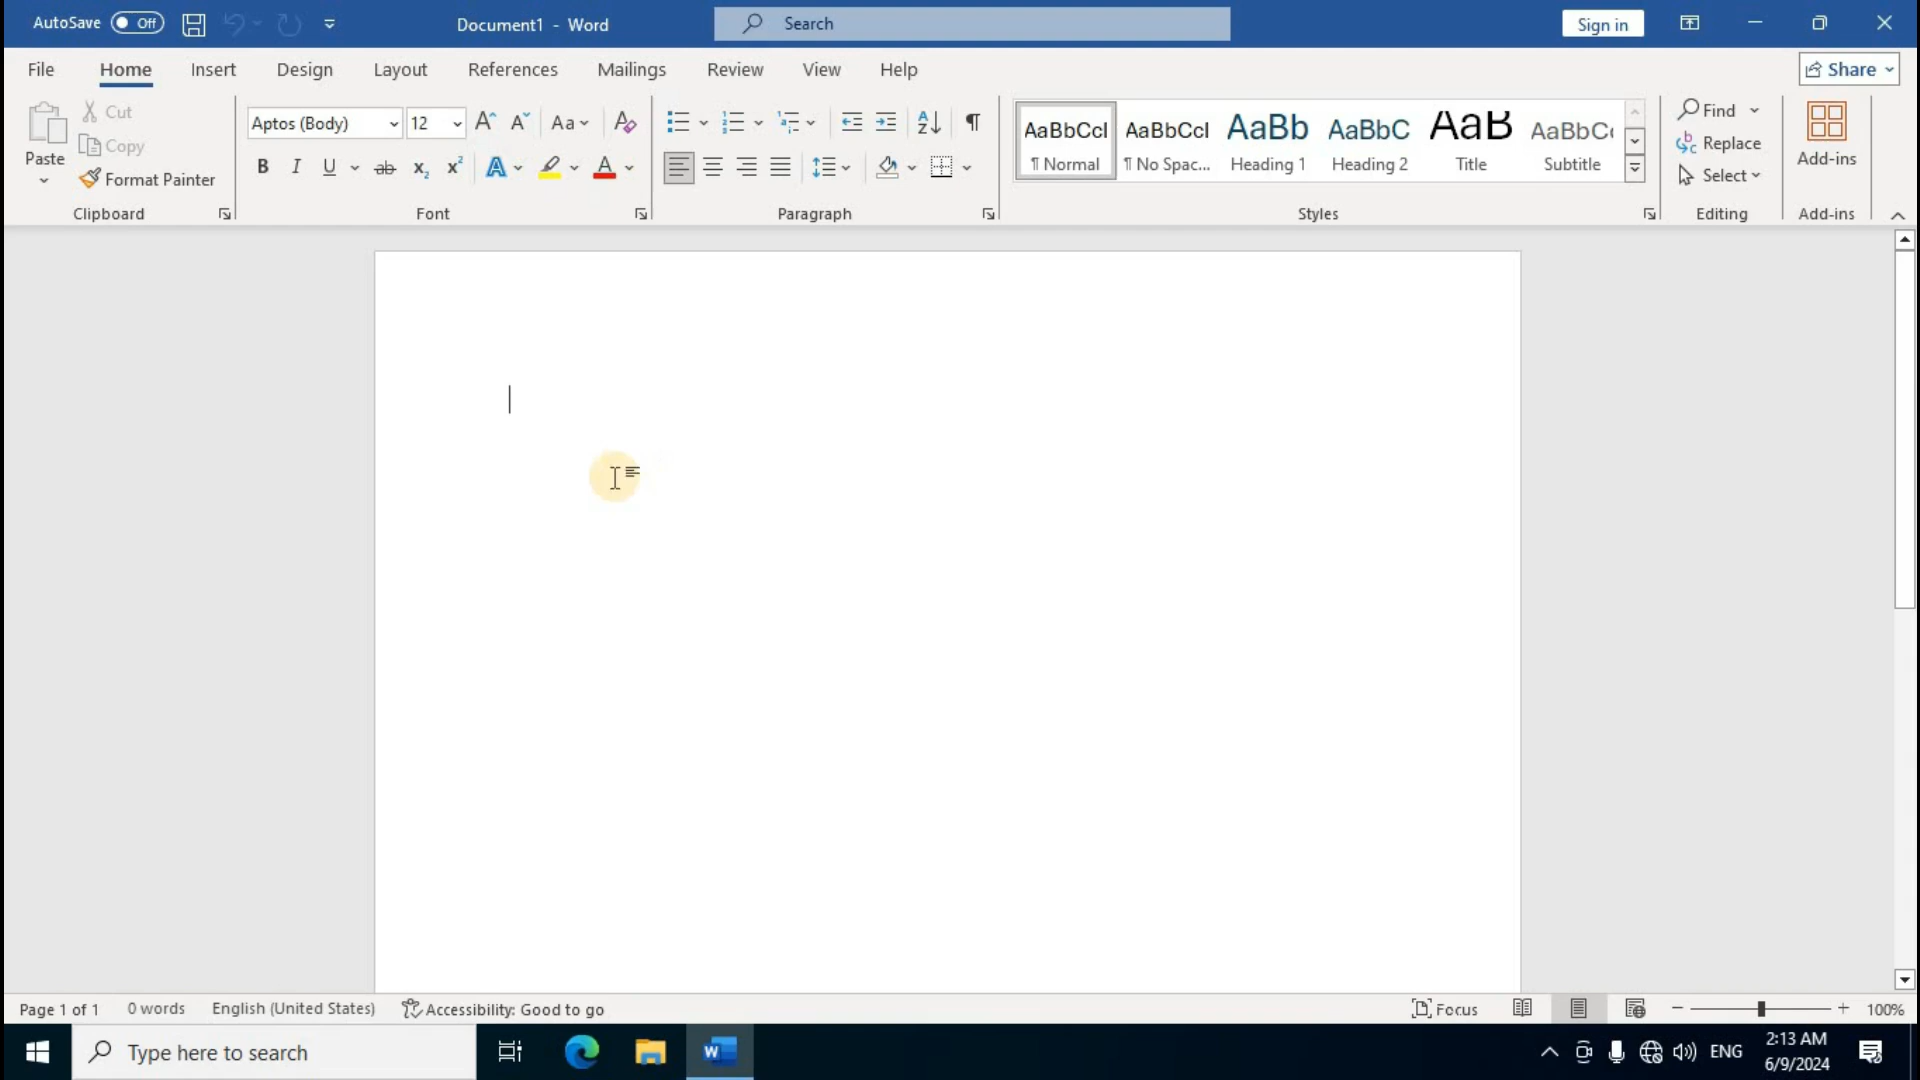 AutoSave Off Document1 - Word Search Sign in
File Home Insert Design Layout References Mailings Review View Help Share
Paste Cut Copy Format Painter
Aptos (Body) 12 Aa
B I U ab x₂ x² A A
AaBbCcI AaBbCcI AaBb AaBbC AaB AaBbC
¶ Normal ¶ No Spac... Heading 1 Heading 2 Title Subtitle
Find
Replace
Select
Add-ins
Clipboard Font Paragraph Styles Editing Add-ins
Page 1 of 1 0 words English (United States) Accessibility: Good to go Focus 100%
Type here to search ENG 2:13 AM
6/9/2024